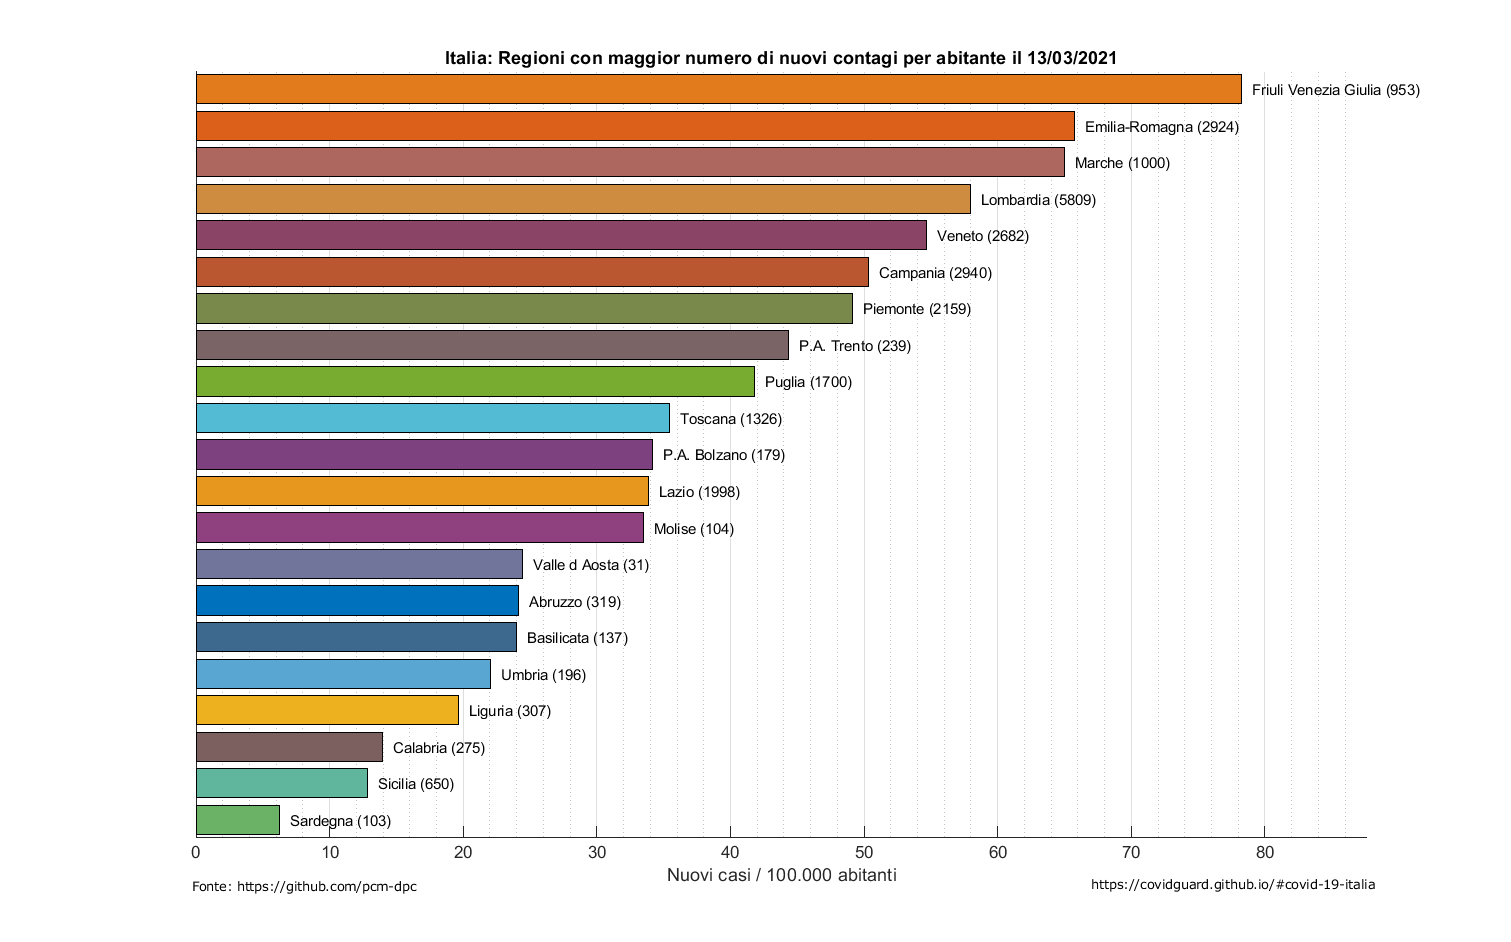 Italia: Regioni con maggior numero di nuovi contagi per abitante il 13/03/2021
Friuli Venezia Giulia (953)
Emilia-Romagna (2924)
Marche (1000)
Lombardia (5809)
Veneto (2682)
Campania (2940)
Piemonte (2159)
P.A. Trento (239)
Puglia (1700)
Toscana (1326)
P.A. Bolzano (179)
Lazio (1998)
Molise (104)
Valle d Aosta (31)
Abruzzo (319)
Basilicata (137)
Umbria (196)
Liguria (307)
Calabria (275)
Sicilia (650)
Sardegna (103)
0 10 20 30 40 50 60 70 80
Nuovi casi / 100.000 abitanti
Fonte: https://github.com/pcm-dpc
https://covidguard.github.io/#covid-19-italia